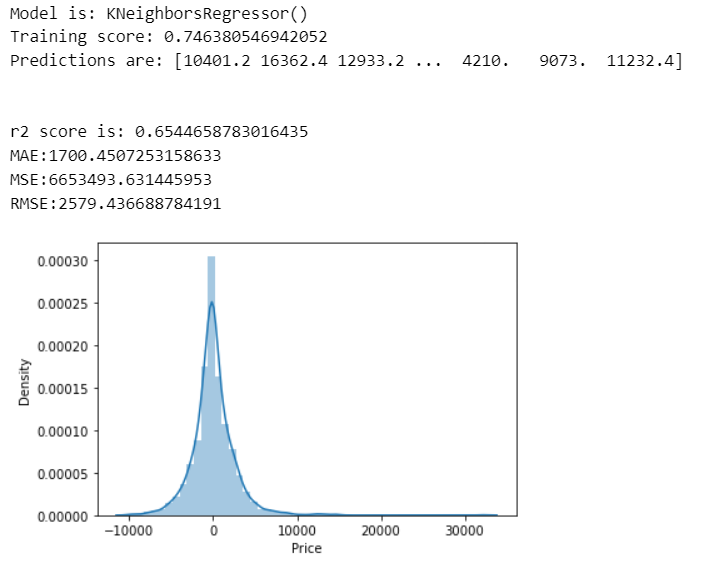 Model is: KNeighborsRegressor()
Training score: 0.746380546942052
Predictions are: [10401.2 16362.4 12933.2 ...  4210.   9073.  11232.4]
r2 score is: 0.6544658783016435
MAE:1700.4507253158633
MSE:6653493.631445953
RMSE:2579.436688784191
0.00030
0.00025
0.00020
0.00015
0.00010
0.00005
0.00000
Density
−10000 0 10000 20000 30000
Price